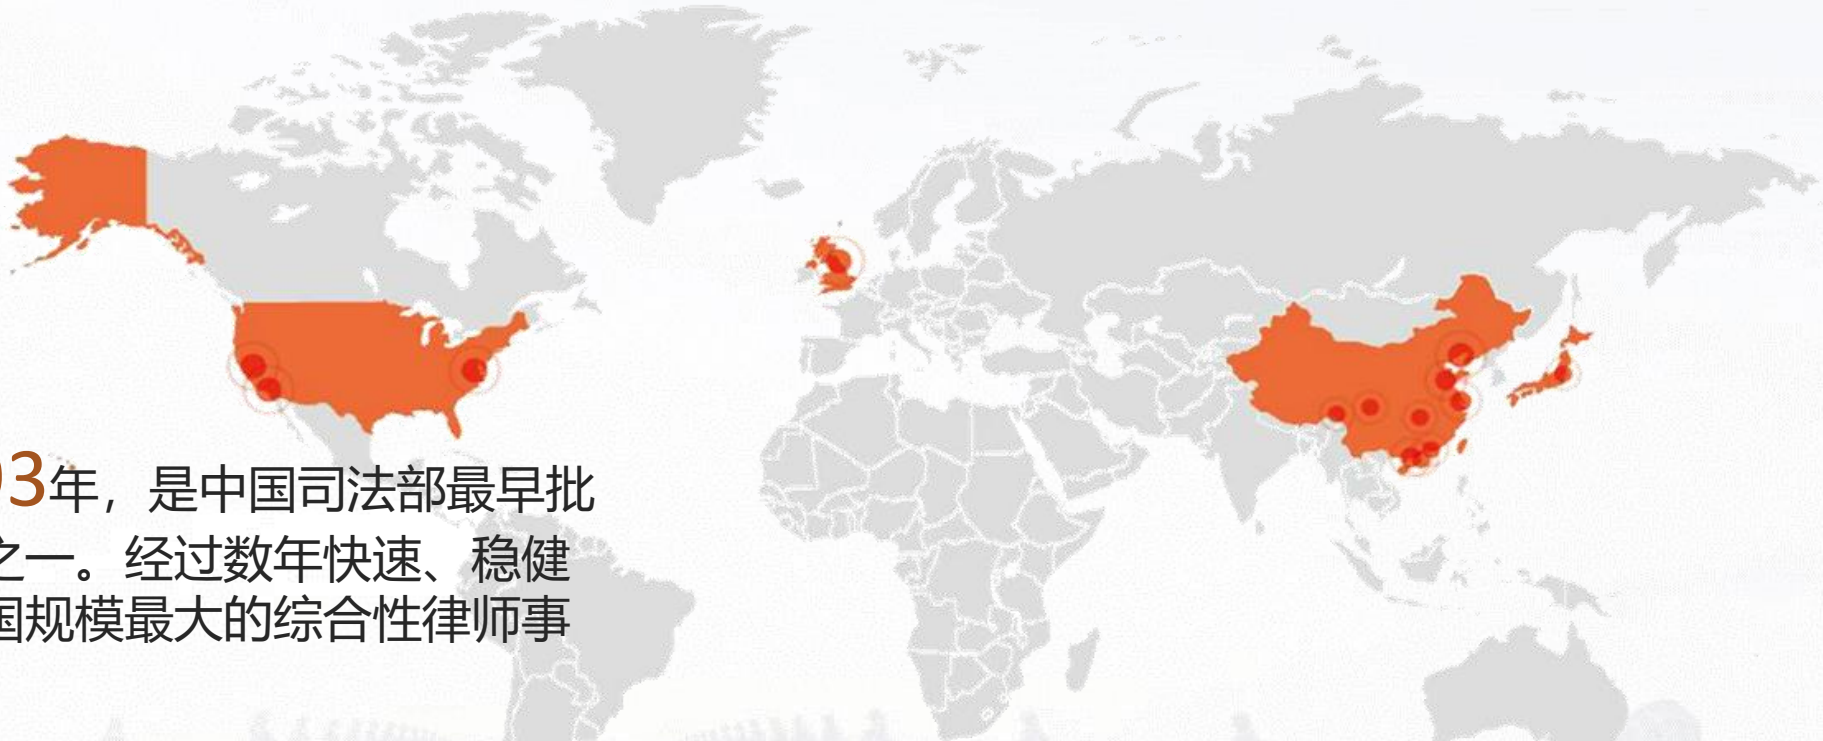 3年，是中国司法部最早批
之一。经过数年快速、稳健
国规模最大的综合性律师事